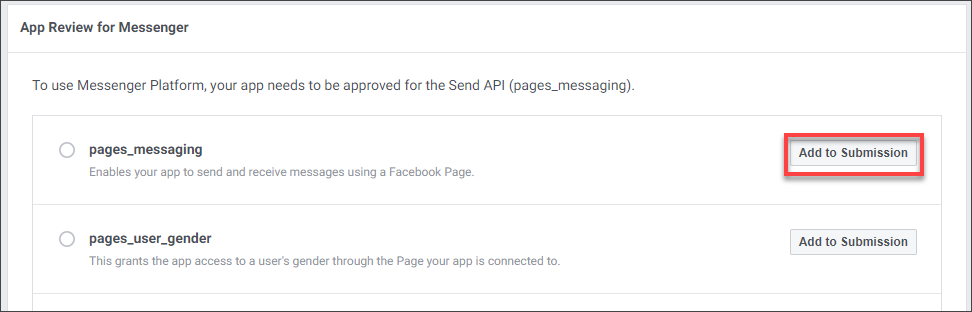 App Review for Messenger
To use Messenger Platform, your app needs to be approved for the Send API (pages_messaging).
pages_messaging
Add to Submission
Enables your app to send and receive messages using a Facebook Page.
pages_user_gender
Add to Submission
This grants the app access to a user's gender through the Page your app is connected to.